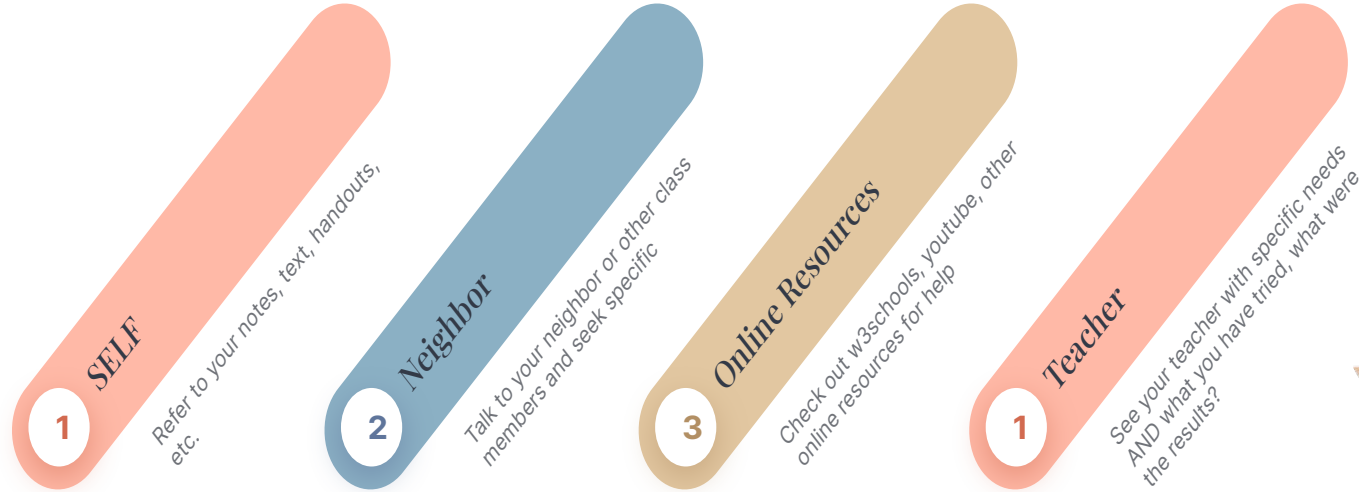 1
SELF
Refer to your notes, text, handouts,
etc.
2
Neighbor
Talk to your neighbor or other class
members and seek specific
3
Online Resources
Check out w3schools, youtube, other
online resources for help
1
Teacher
See your teacher with specific needs
AND what you have tried, what were
the results?